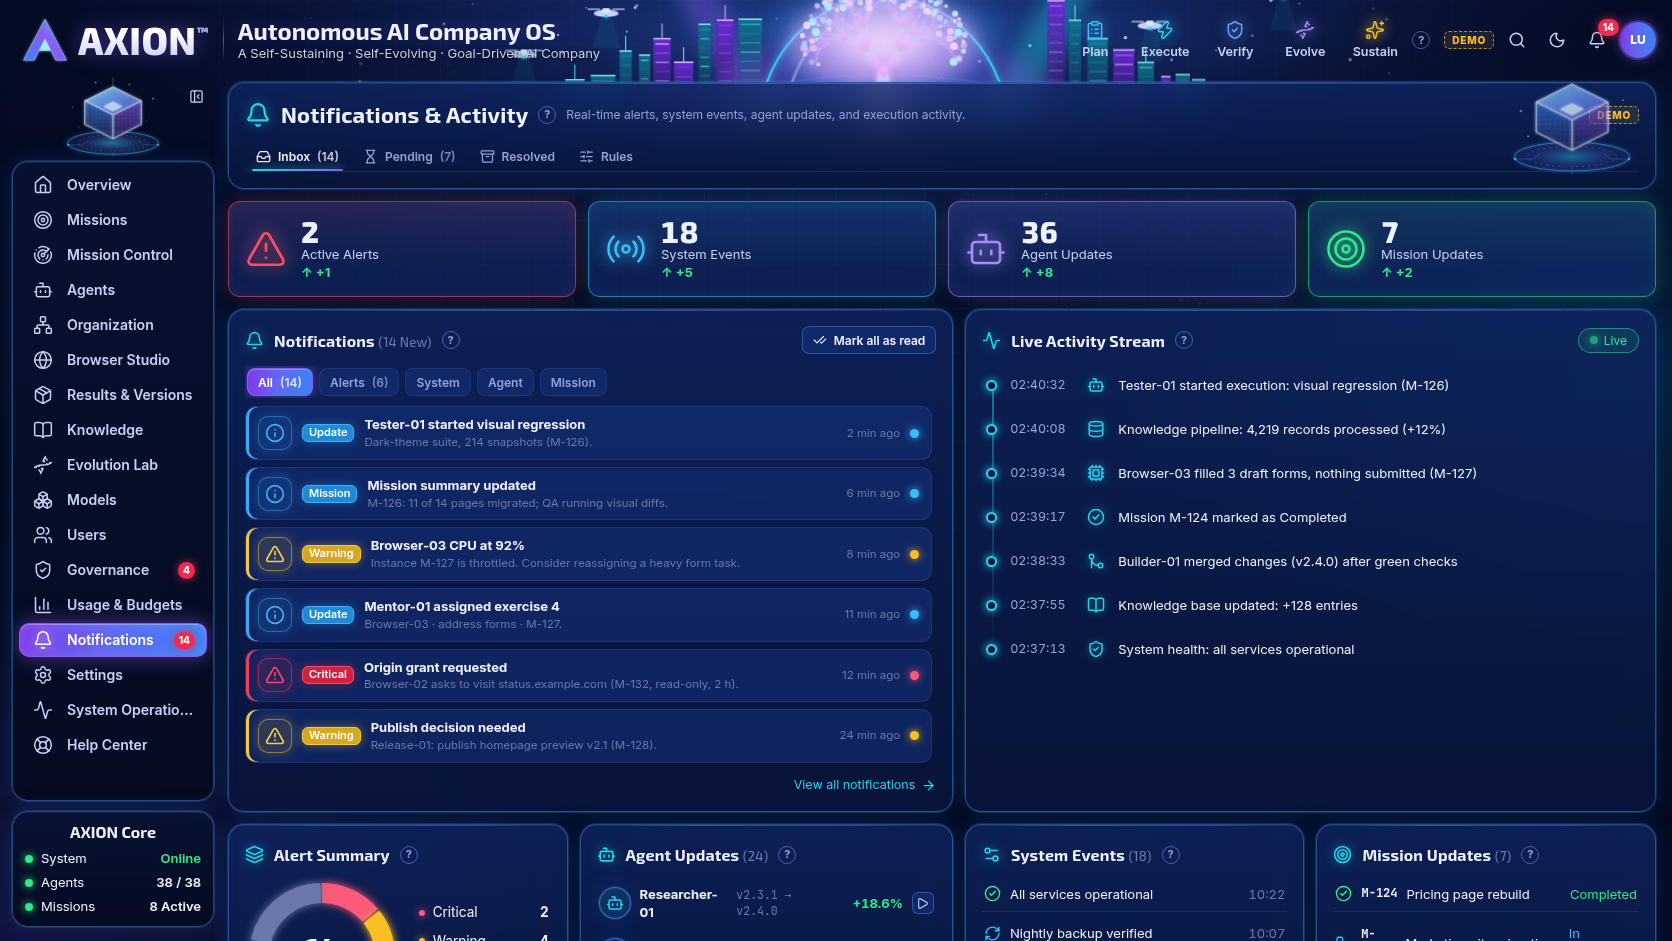 AXION™
Autonomous AI Company OS
A Self-Sustaining · Self-Evolving · Goal-Driven AI Company
Plan
Execute
Verify
Evolve
Sustain
?
DEMO
14
LU
Overview
Missions
Mission Control
Agents
Organization
Browser Studio
Results & Versions
Knowledge
Evolution Lab
Models
Users
Governance 4
Usage & Budgets
Notifications 14
Settings
System Operatio...
Help Center
AXION Core
System Online
Agents 38 / 38
Missions 8 Active
Notifications & Activity ? Real-time alerts, system events, agent updates, and execution activity.
DEMO
Inbox (14) Pending (7) Resolved Rules
2
Active Alerts
↑ +1
18
System Events
↑ +5
36
Agent Updates
↑ +8
7
Mission Updates
↑ +2
Notifications (14 New) ? Mark all as read
All (14) Alerts (6) System Agent Mission
Update Tester-01 started visual regression 2 min ago
Dark-theme suite, 214 snapshots (M-126).
Mission Mission summary updated 6 min ago
M-126: 11 of 14 pages migrated; QA running visual diffs.
Warning Browser-03 CPU at 92% 8 min ago
Instance M-127 is throttled. Consider reassigning a heavy form task.
Update Mentor-01 assigned exercise 4 11 min ago
Browser-03 · address forms · M-127.
Critical Origin grant requested 12 min ago
Browser-02 asks to visit status.example.com (M-132, read-only, 2 h).
Warning Publish decision needed 24 min ago
Release-01: publish homepage preview v2.1 (M-128).
View all notifications →
Live Activity Stream ? Live
02:40:32 Tester-01 started execution: visual regression (M-126)
02:40:08 Knowledge pipeline: 4,219 records processed (+12%)
02:39:34 Browser-03 filled 3 draft forms, nothing submitted (M-127)
02:39:17 Mission M-124 marked as Completed
02:38:33 Builder-01 merged changes (v2.4.0) after green checks
02:37:55 Knowledge base updated: +128 entries
02:37:13 System health: all services operational
Alert Summary ?
Critical 2
Warning 4
Agent Updates (24) ?
Researcher-01 v2.3.1 → v2.4.0 +18.6%
System Events (18) ?
All services operational 10:22
Nightly backup verified 10:07
Mission Updates (7) ?
M-124 Pricing page rebuild Completed
M- In